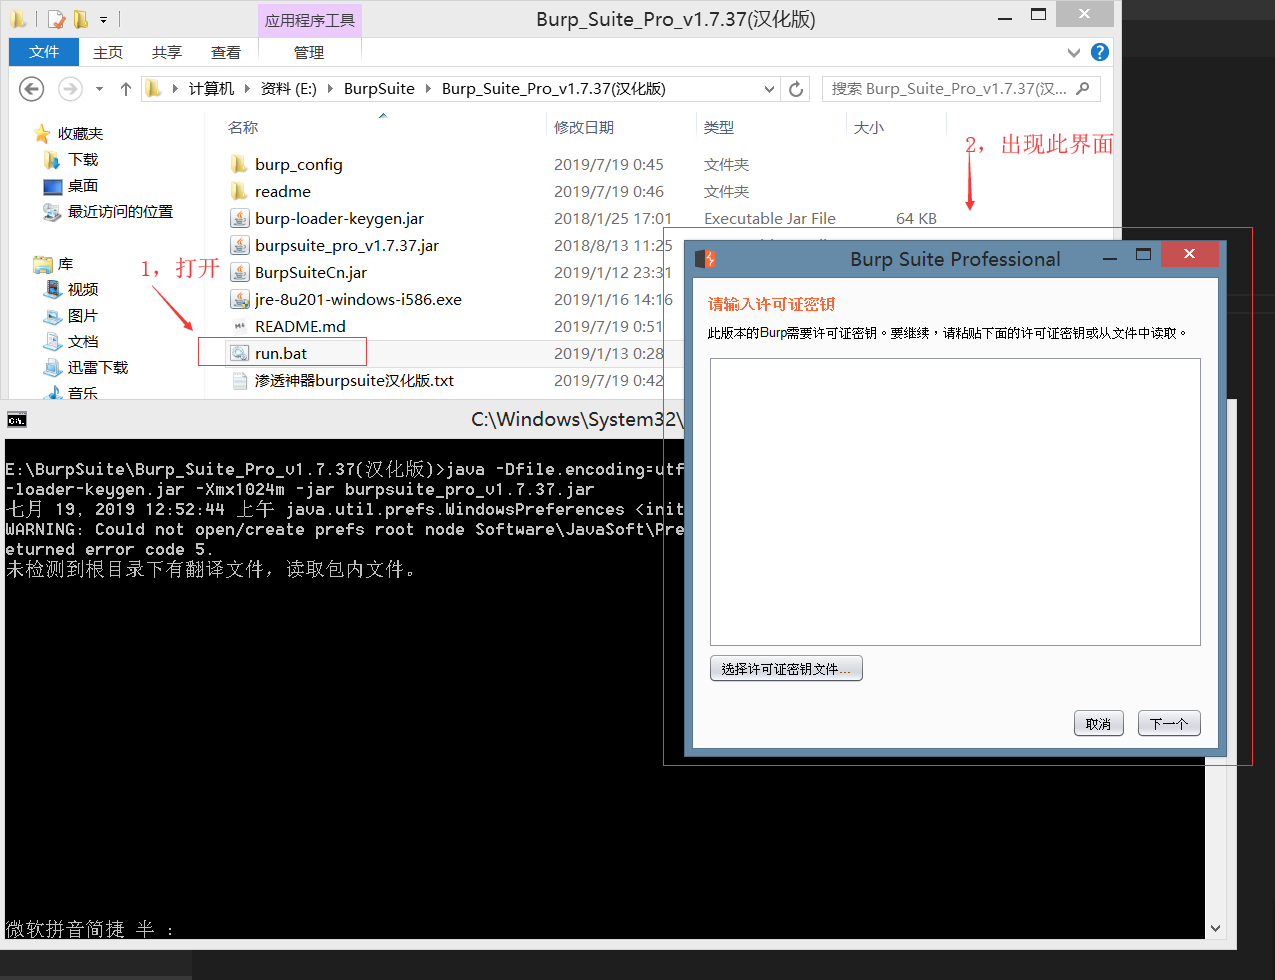 应用程序工具
Burp_Suite_Pro_v1.7.37(汉化版)
文件
主页
共享
查看
管理
计算机
资料 (E:)
BurpSuite
Burp_Suite_Pro_v1.7.37(汉化版)
搜索 Burp_Suite_Pro_v1.7.37(汉...
收藏夹
下载
桌面
最近访问的位置
库
视频
图片
文档
迅雷下载
音乐
名称 修改日期 类型 大小
burp_config 2019/7/19 0:45 文件夹
readme 2019/7/19 0:46 文件夹
burp-loader-keygen.jar 2018/1/25 17:01 Executable Jar File 64 KB
burpsuite_pro_v1.7.37.jar 2018/8/13 11:25
BurpSuiteCn.jar 2019/1/12 23:31
jre-8u201-windows-i586.exe 2019/1/16 14:16
README.md 2019/7/19 0:51
run.bat 2019/1/13 0:28
渗透神器burpsuite汉化版.txt 2019/7/19 0:42
1, 打开
2, 出现此界面
Burp Suite Professional
请输入许可证密钥
此版本的Burp需要许可证密钥。要继续，请粘贴下面的许可证密钥或从文件中读取。
选择许可证密钥文件...
取消
下一个
C:\Windows\System32\
E:\BurpSuite\Burp_Suite_Pro_v1.7.37(汉化版)>java -Dfile.encoding=utf
-loader-keygen.jar -Xmx1024m -jar burpsuite_pro_v1.7.37.jar
七月 19, 2019 12:52:44 上午 java.util.prefs.WindowsPreferences <init
WARNING: Could not open/create prefs root node Software\JavaSoft\Pre
eturned error code 5.
未检测到根目录下有翻译文件，读取包内文件。
微软拼音简捷 半 :